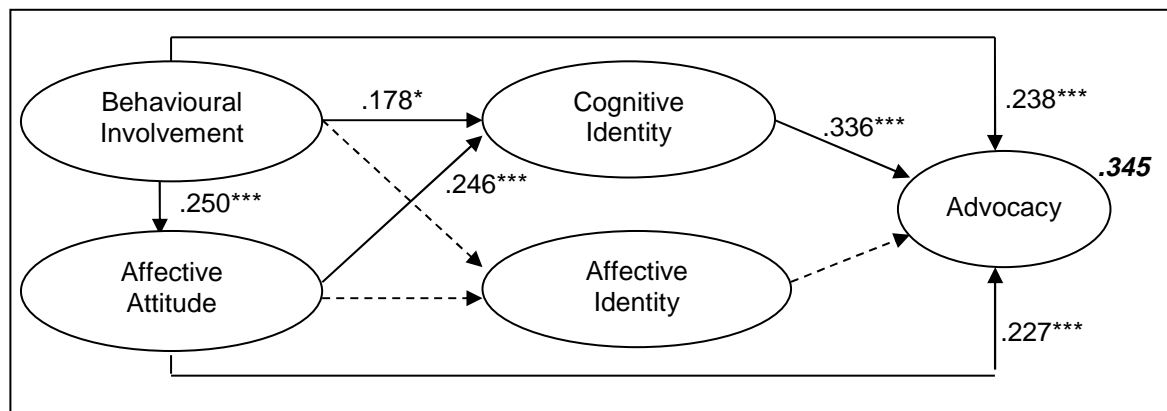 Behavioural
Involvement
.178*
Cognitive
Identity
.238***
.336***
.345
.250***
.246***
Advocacy
Affective
Attitude
Affective
Identity
.227***